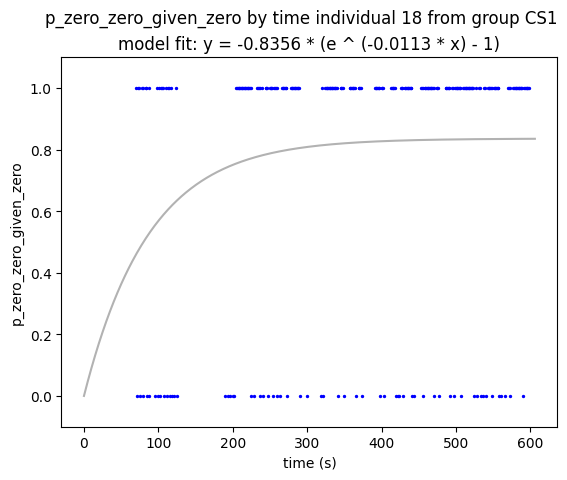 p_zero_zero_given_zero by time individual 18 from group CS1
model fit: y = -0.8356 * (e ^ (-0.0113 * x) - 1)
1.0
0.8
0.6
0.4
0.2
0.0
p_zero_zero_given_zero
0 100 200 300 400 500 600
time (s)